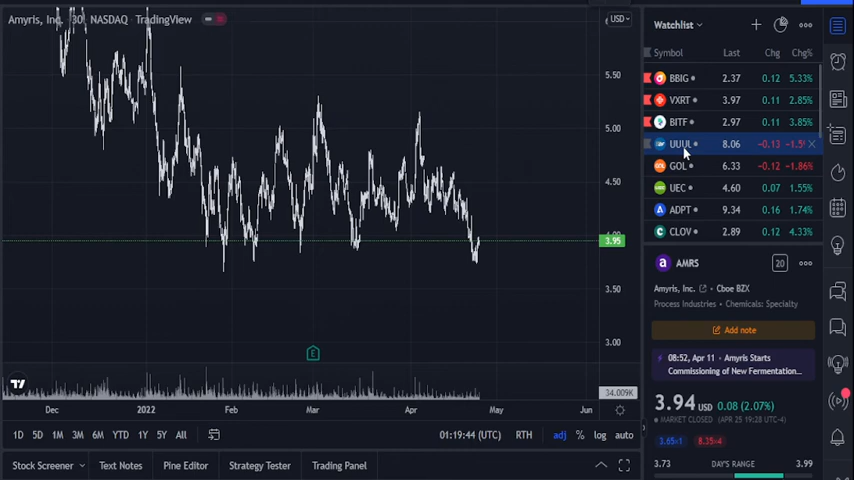 Amyris, Inc. · 30 · NASDAQ · TradingView
USD
5.50
5.00
4.50
4.00
3.95
3.50
3.00
34.009K
E
Dec 2022 Feb Mar Apr May Jun
1D 5D 1M 3M 6M YTD 1Y 5Y All
01:19:44 (UTC) RTH adj % log auto
Stock Screener Text Notes Pine Editor Strategy Tester Trading Panel
Watchlist
Symbol Last Chg Chg%
BBIG 2.37 0.12 5.33%
VXRT 3.97 0.11 2.85%
BITF 2.97 0.11 3.85%
UUUU 8.06 −0.13 −1.5
GOL 6.33 −0.12 −1.86%
UEC 4.60 0.07 1.55%
ADPT 9.34 0.16 1.74%
CLOV 2.89 0.12 4.33%
AMRS 20
Amyris, Inc. · Cboe BZX
Process Industries · Chemicals: Specialty
Add note
08:52, Apr 11 · Amyris Starts
Commissioning of New Fermentation...
3.94 USD 0.08 (2.07%)
MARKET CLOSED (APR 25 19:28 UTC-4)
3.65×1 8.35×4
3.73 DAY'S RANGE 3.99